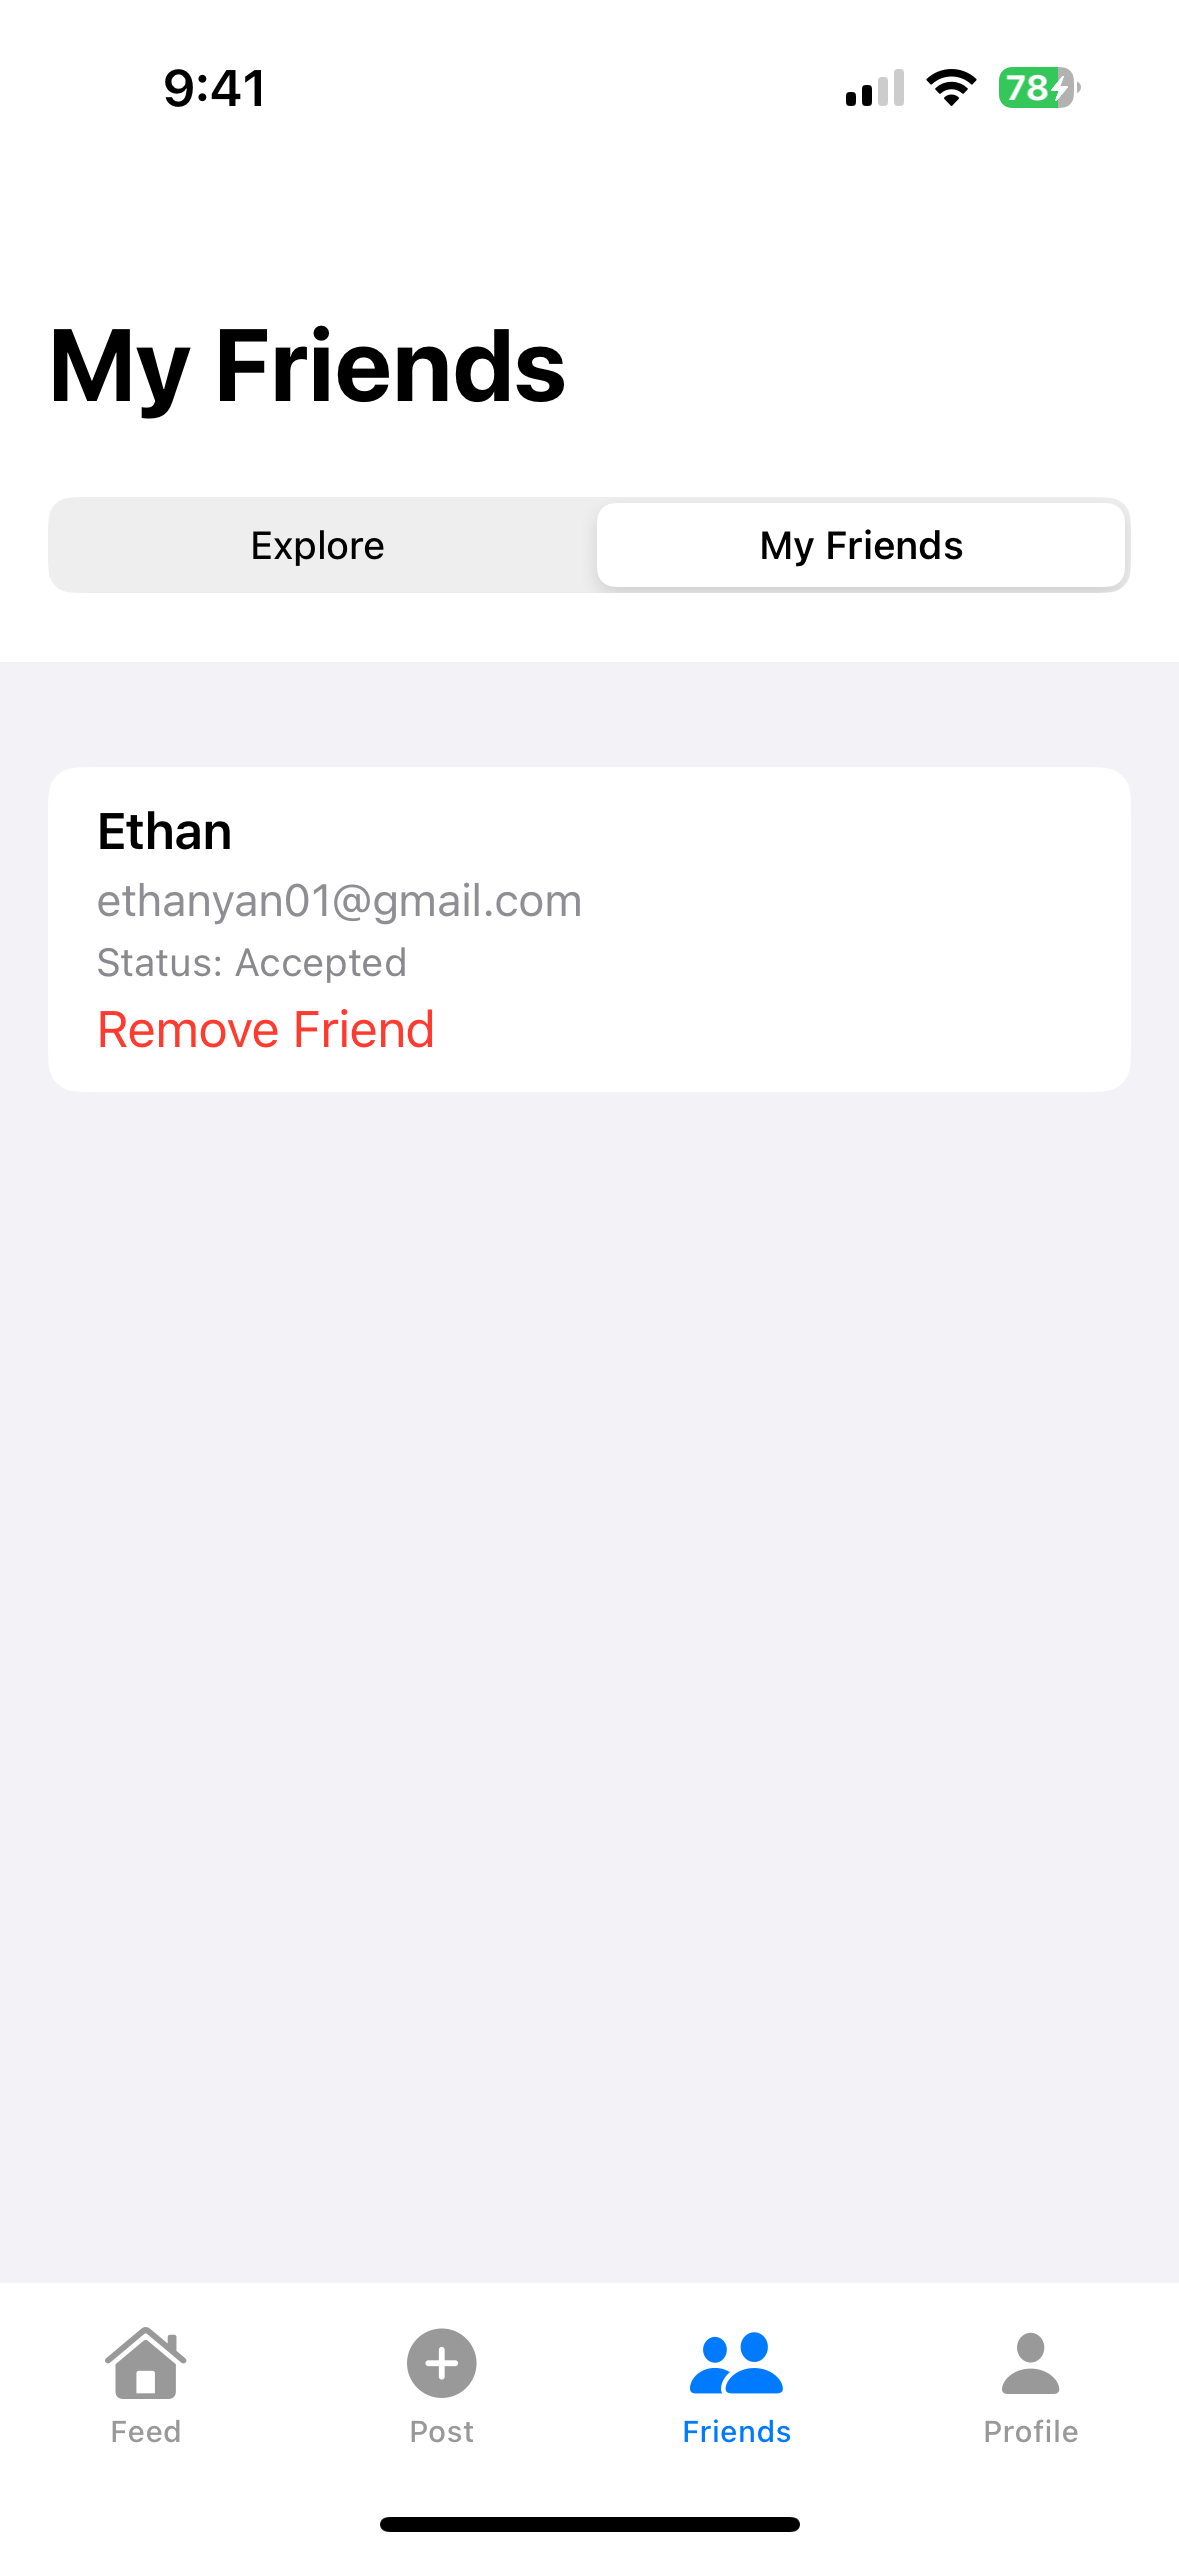 9:41
78
My Friends
Explore
My Friends
Ethan
ethanyan01@gmail.com
Status: Accepted
Remove Friend
Feed
Post
Friends
Profile